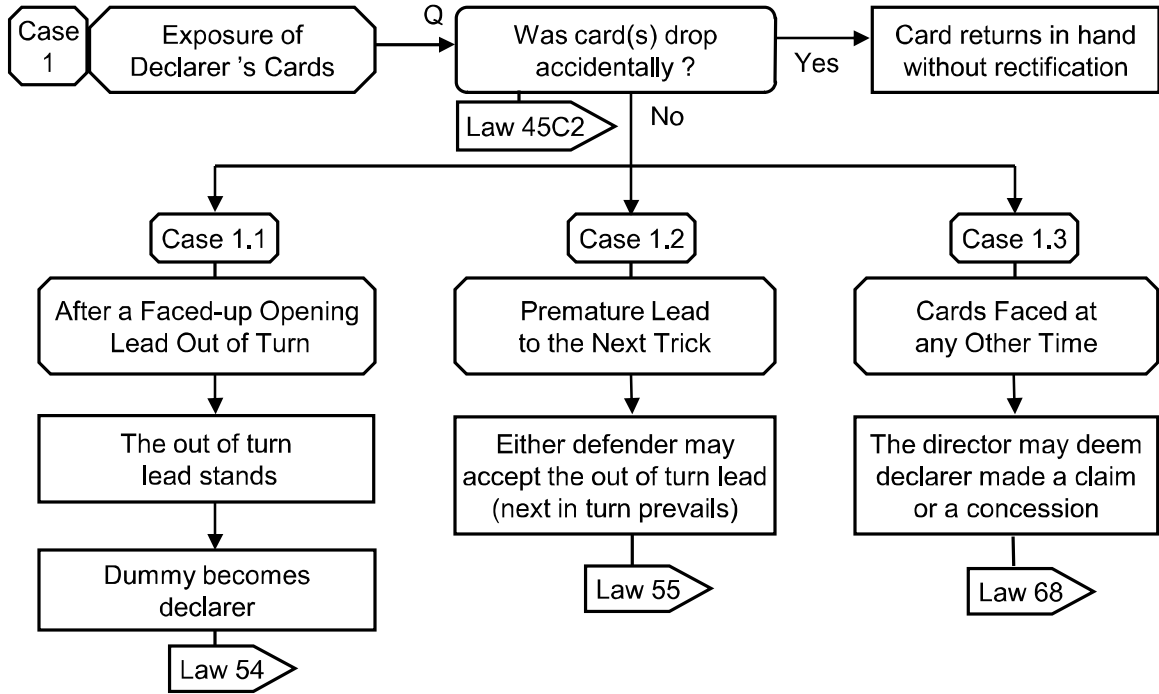 Case
1
Exposure of
Declarer 's Cards
Q
Was card(s) drop
accidentally ?
Yes
Card returns in hand
without rectification
Law 45C2
No
Case 1.1
Case 1.2
Case 1.3
After a Faced-up Opening
Lead Out of Turn
Premature Lead
to the Next Trick
Cards Faced at
any Other Time
The out of turn
lead stands
Either defender may
accept the out of turn lead
(next in turn prevails)
The director may deem
declarer made a claim
or a concession
Dummy becomes
declarer
Law 55
Law 68
Law 54